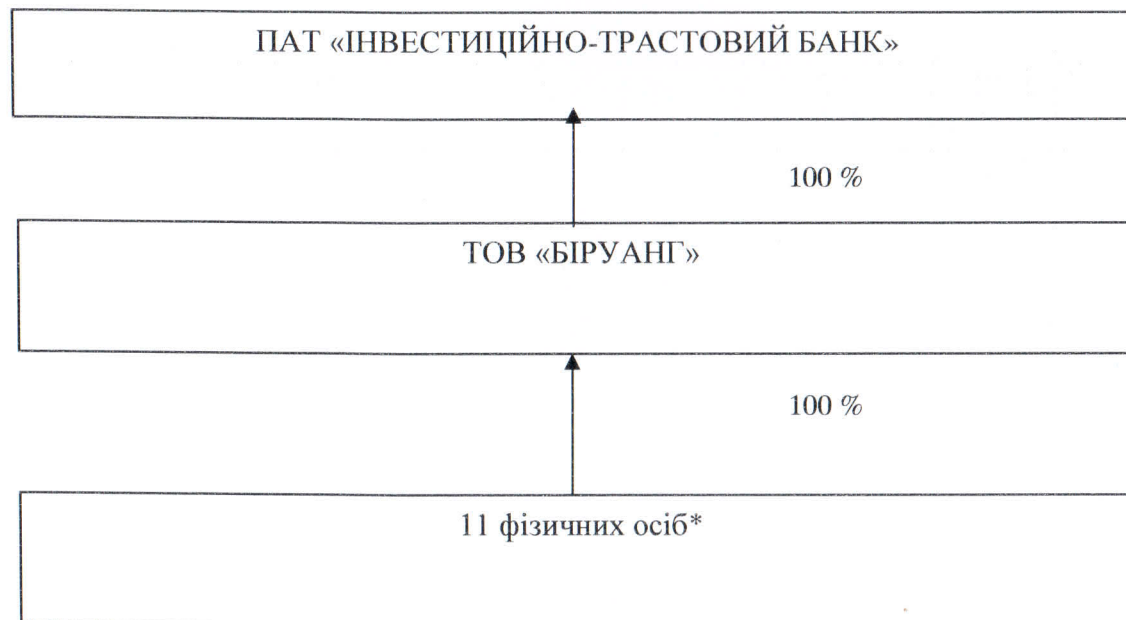 ПАТ «ІНВЕСТИЦІЙНО-ТРАСТОВИЙ БАНК»
100 %
ТОВ «БІРУАНГ»
100 %
11 фізичних осіб*